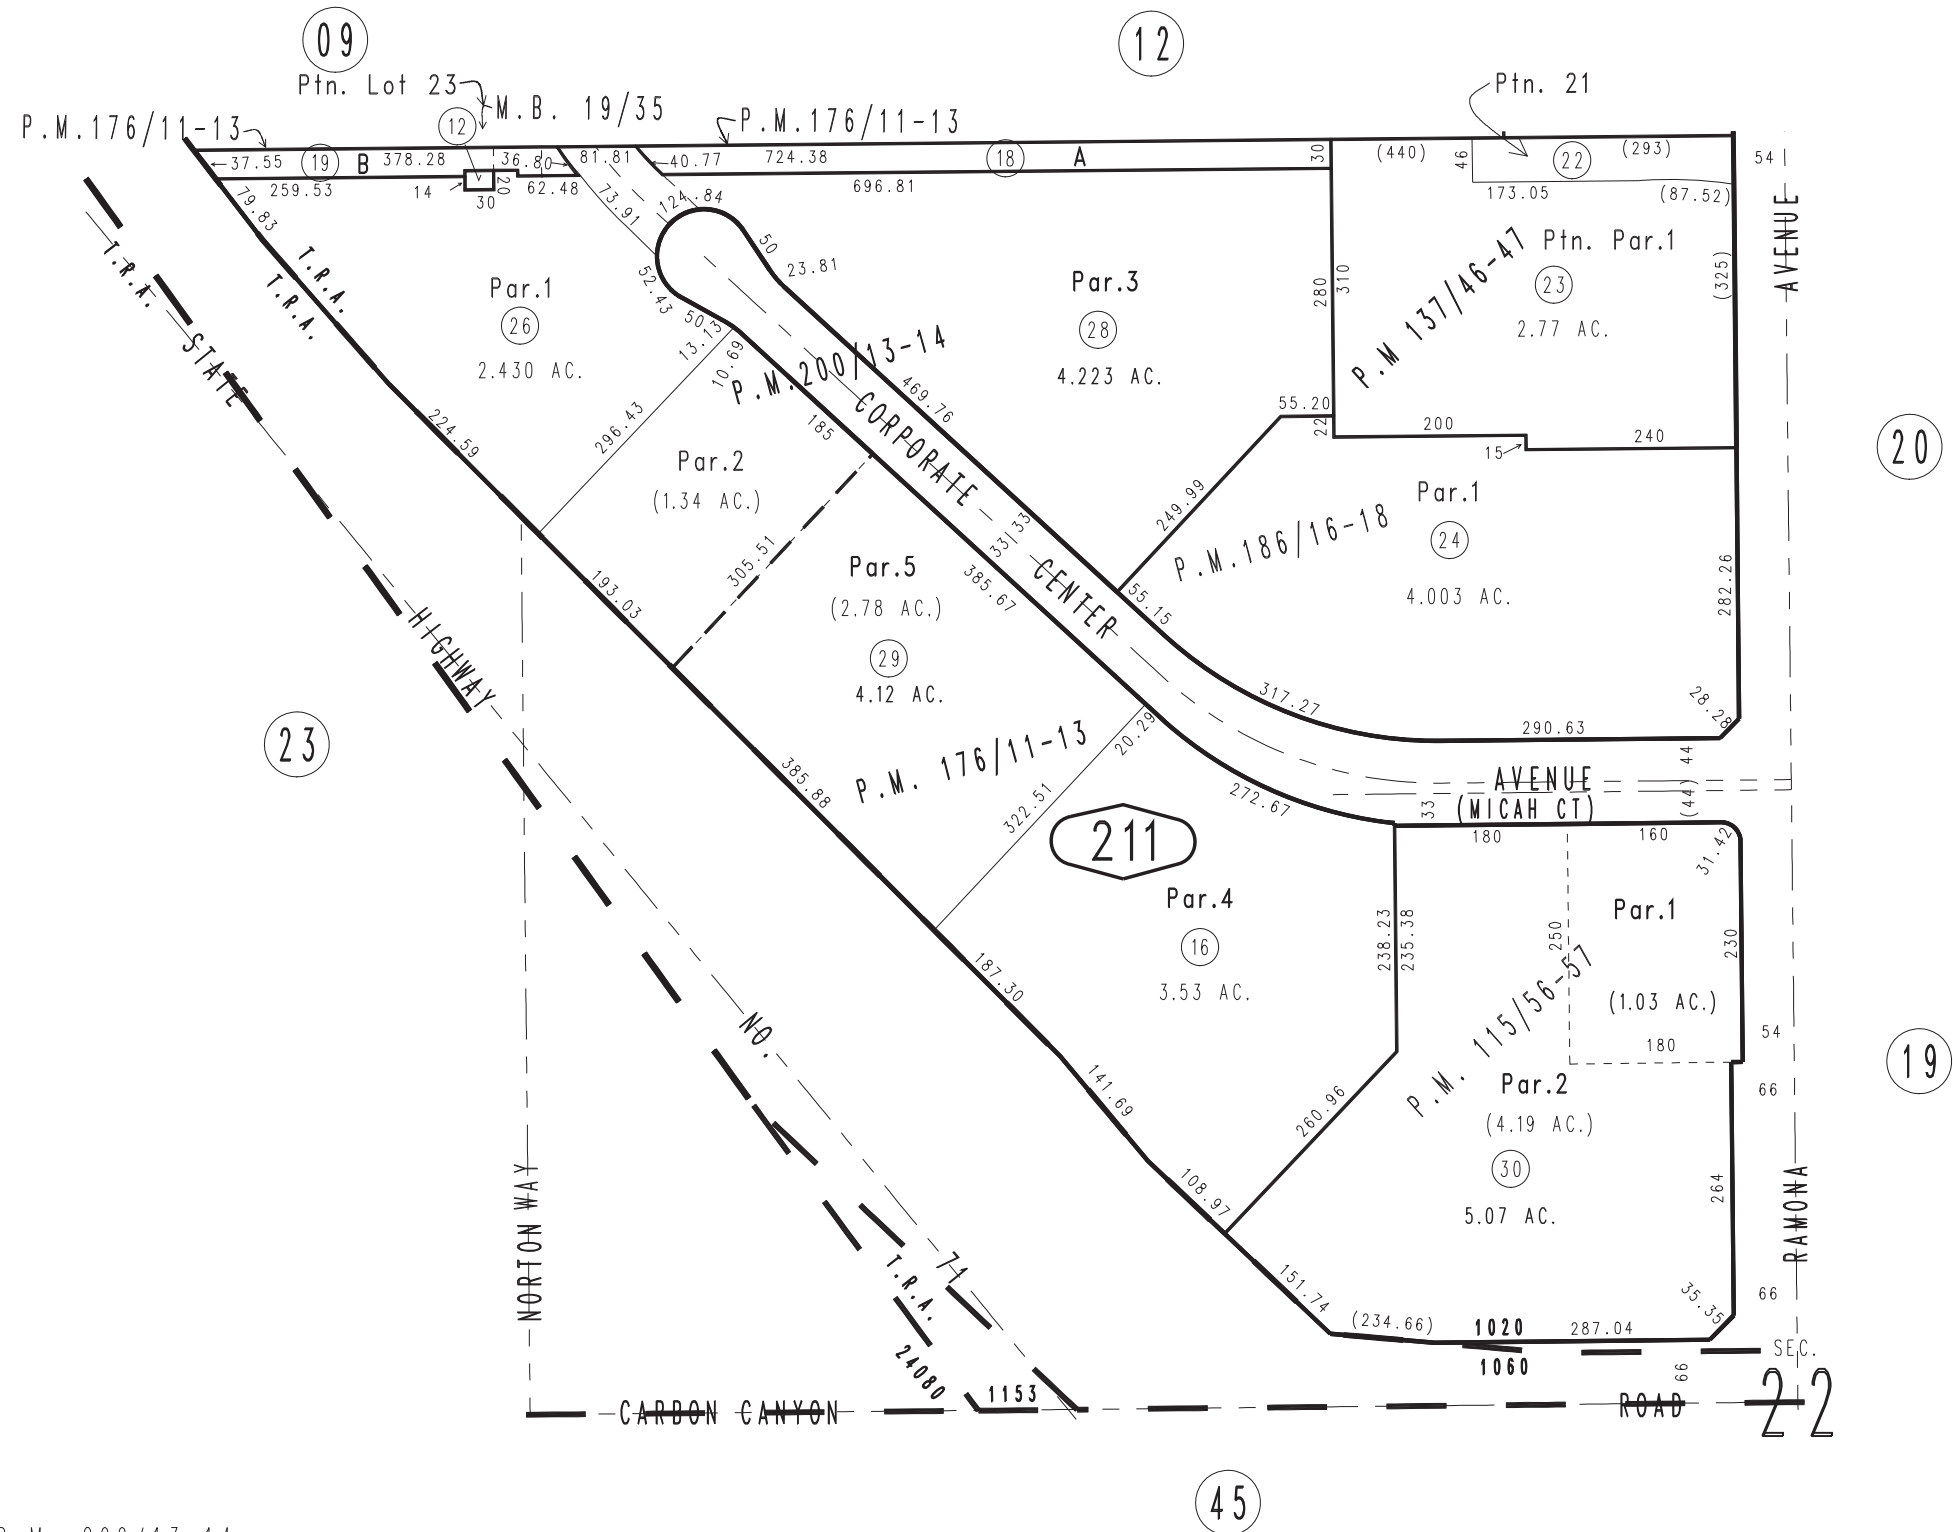 09
12
Ptn. Lot 23
M.B. 19/35
12
P.M.176/11-13
P.M.176/11-13
Ptn. 21
37.55
19
B
378.28
36.80
81.81
40.77
724.38
18
A
30
(440)
46
22
(293)
54
259.53
14
30
20
62.48
696.81
173.05
(87.52)
79.83
73.91
124.84
50
23.81
52.43
50
13.13
10.69
T.R.A.
T.R.A.
T.R.A.
STATE
Par.1
26
2.430 AC.
Par.3
28
4.223 AC.
280
310
P.M 137/46-47
Ptn. Par.1
23
2.77 AC.
(325)
AVENUE
P.M.200/13-14
469.76
185
CORPORATE
55.20
22
200
15
240
20
224.59
296.43
Par.2
(1.34 AC.)
305.51
249.99
P.M.186/16-18
Par.1
24
4.003 AC.
282.26
33
33
CENTER
193.03
Par.5
(2.78 AC.)
29
4.12 AC.
385.67
55.15
HIGHWAY
23
317.27
290.63
28.28
44
P.M. 176/11-13
20.29
385.88
322.51
272.67
AVENUE
(MICAH CT)
33
(44)
180
160
31.42
211
Par.4
16
3.53 AC.
238.23
235.38
250
Par.1
(1.03 AC.)
230
180
54
66
19
P.M. 115/56-57
187.30
NO.
141.69
260.96
Par.2
(4.19 AC.)
30
5.07 AC.
264
RAMONA
108.97
NORTON WAY
71
T.R.A.
151.74
(234.66)
1020
287.04
35.35
66
SEC.
1060
66
22
24080
1153
CARBON CANYON
ROAD
45